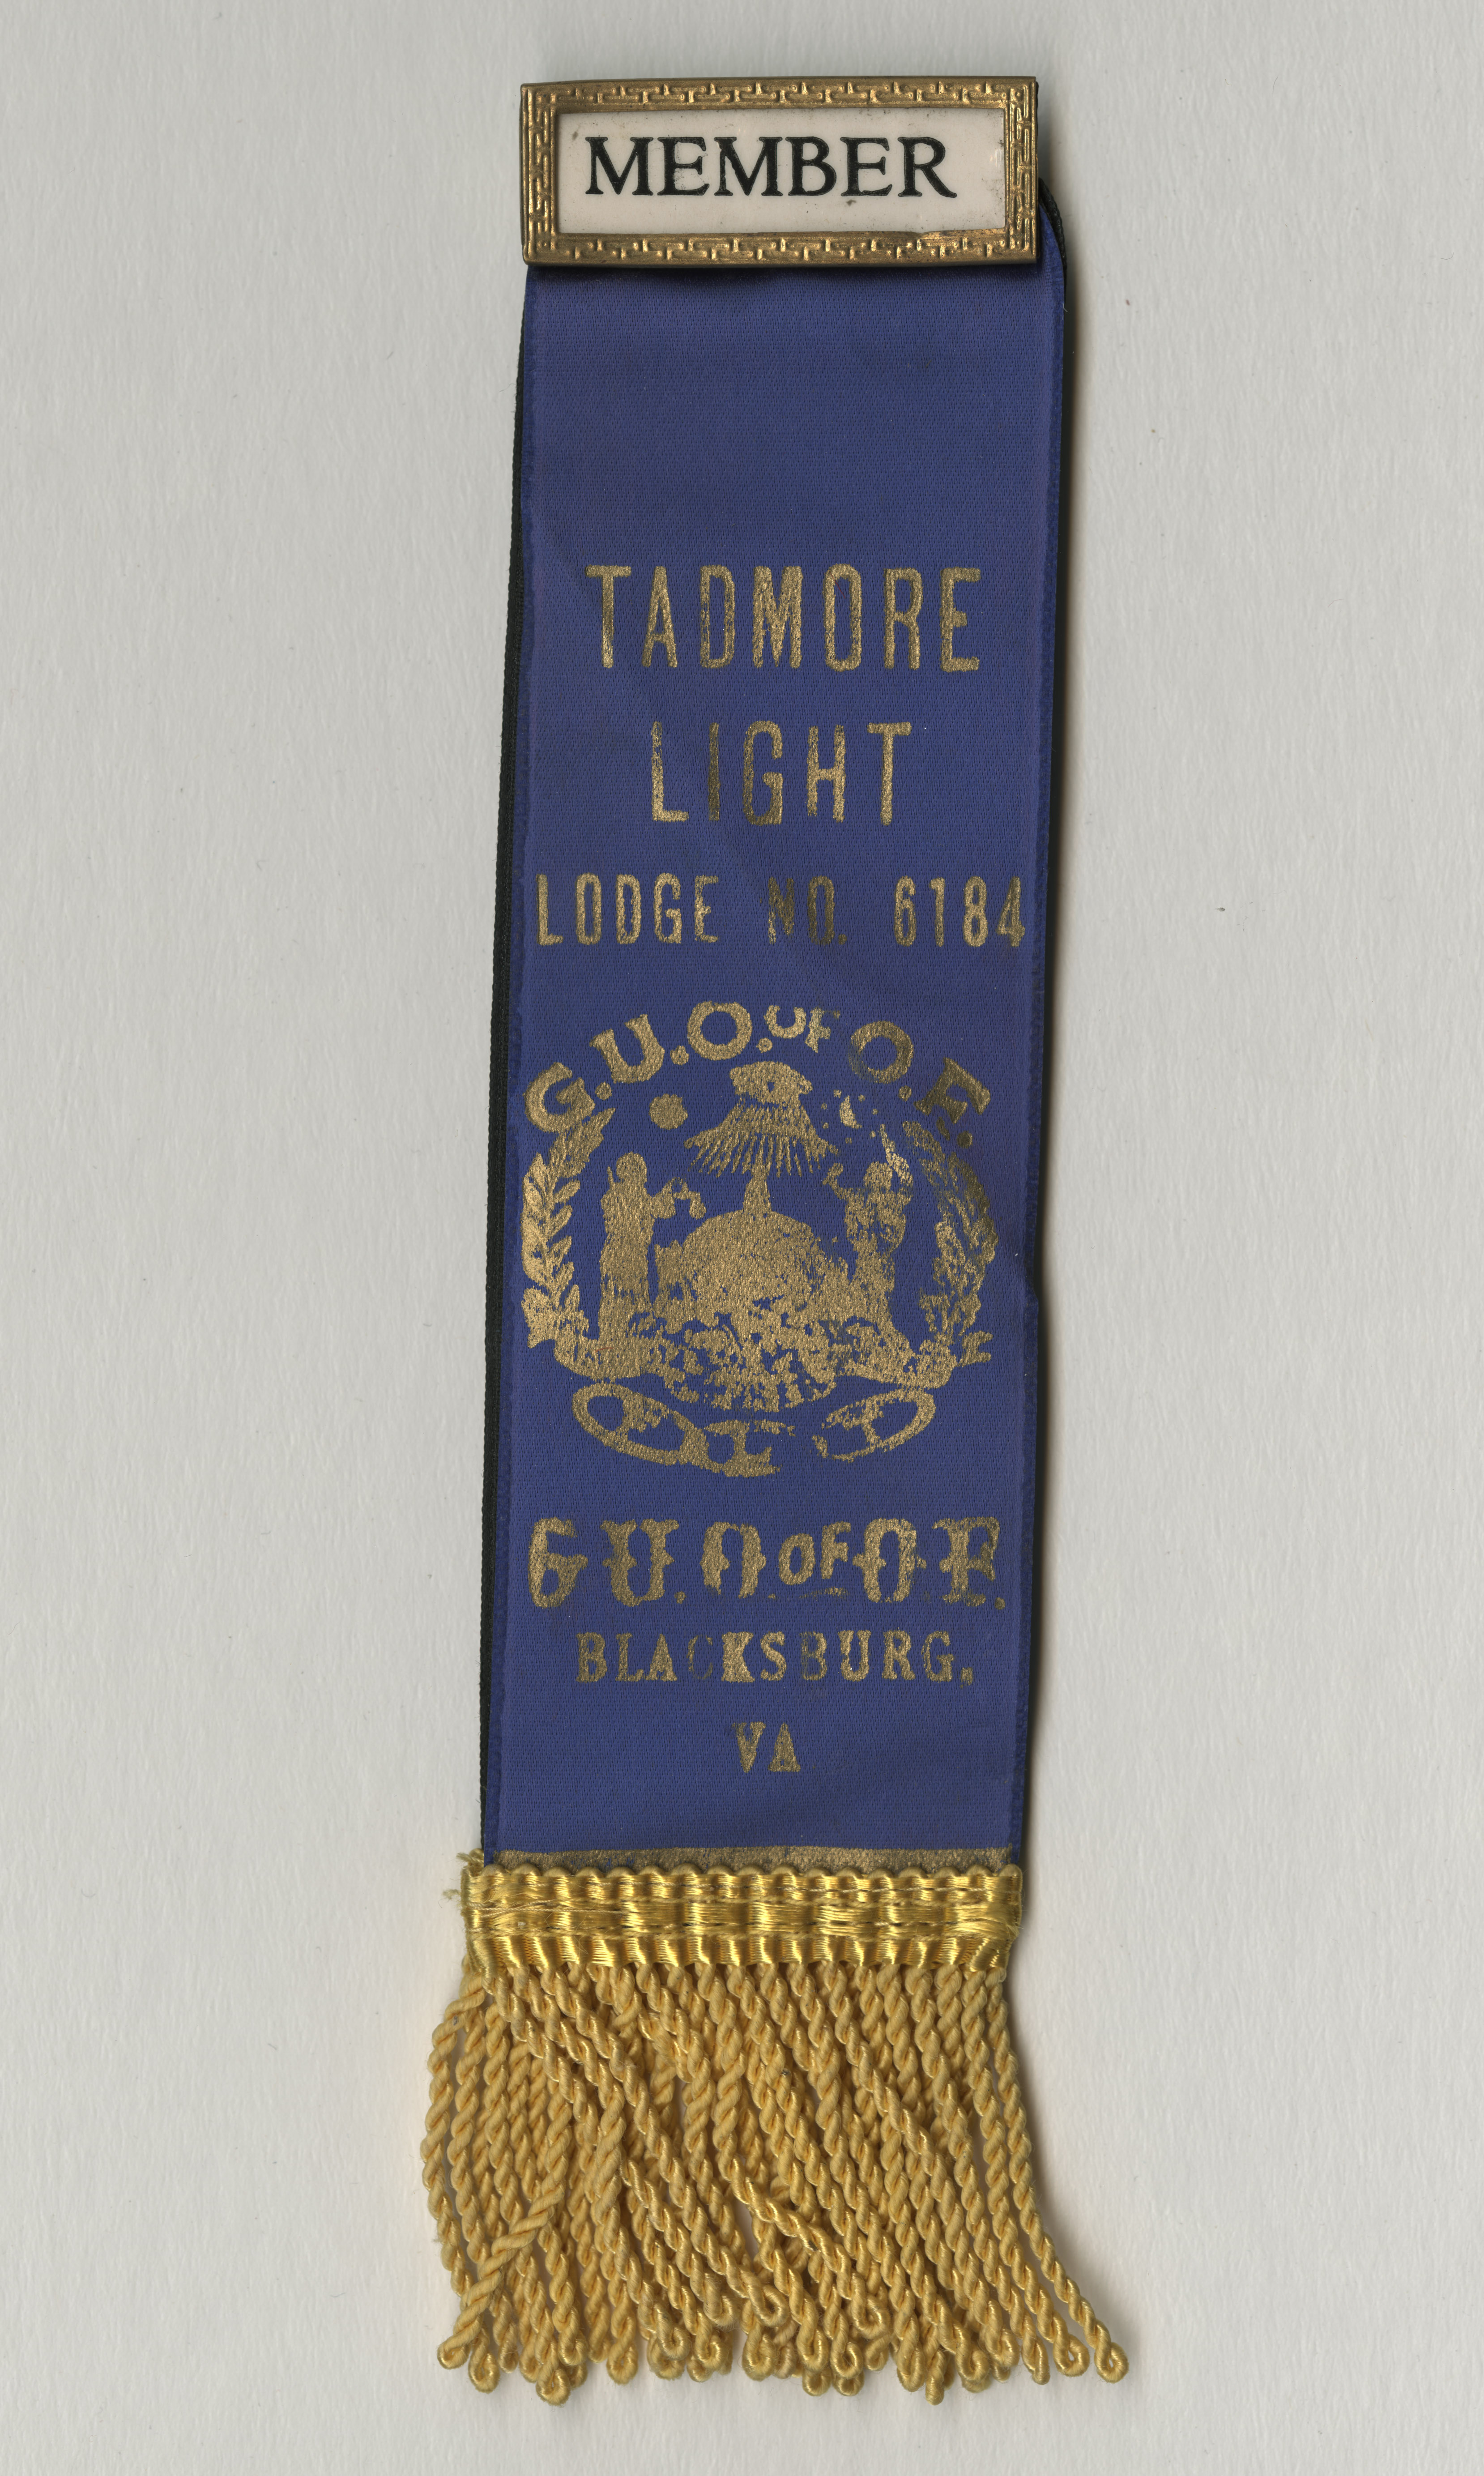 MEMBER
TADMORE
LIGHT
LODGE NO. 6184
G.U.O. OF O.F.
F L T
G.U.O OF O.F.
BLACKSBURG,
VA